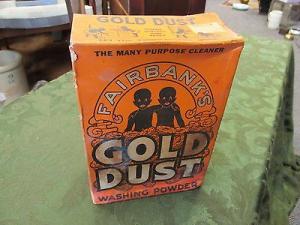 GOLD DUST
THE MANY PURPOSE CLEANER
FAIRBANK'S
GOLD
DUST
WASHING POWDER